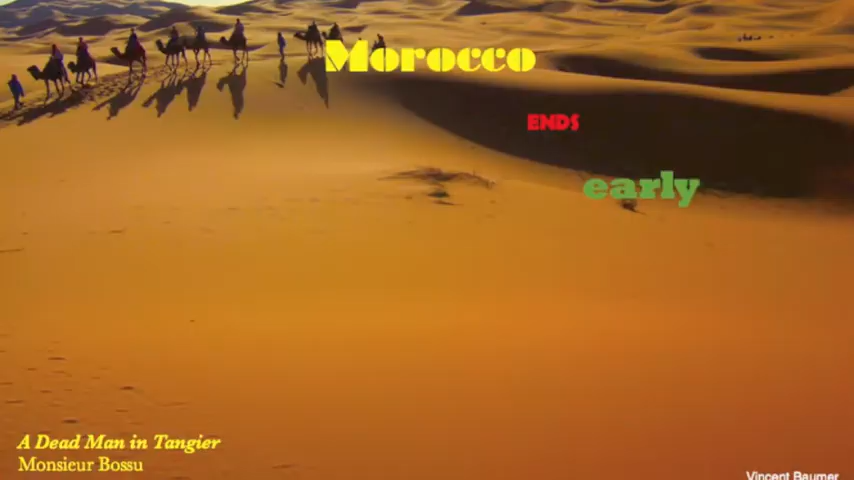 Morocco
ENDS
early
A Dead Man in Tangier
Monsieur Bossu
Vincent Baumer